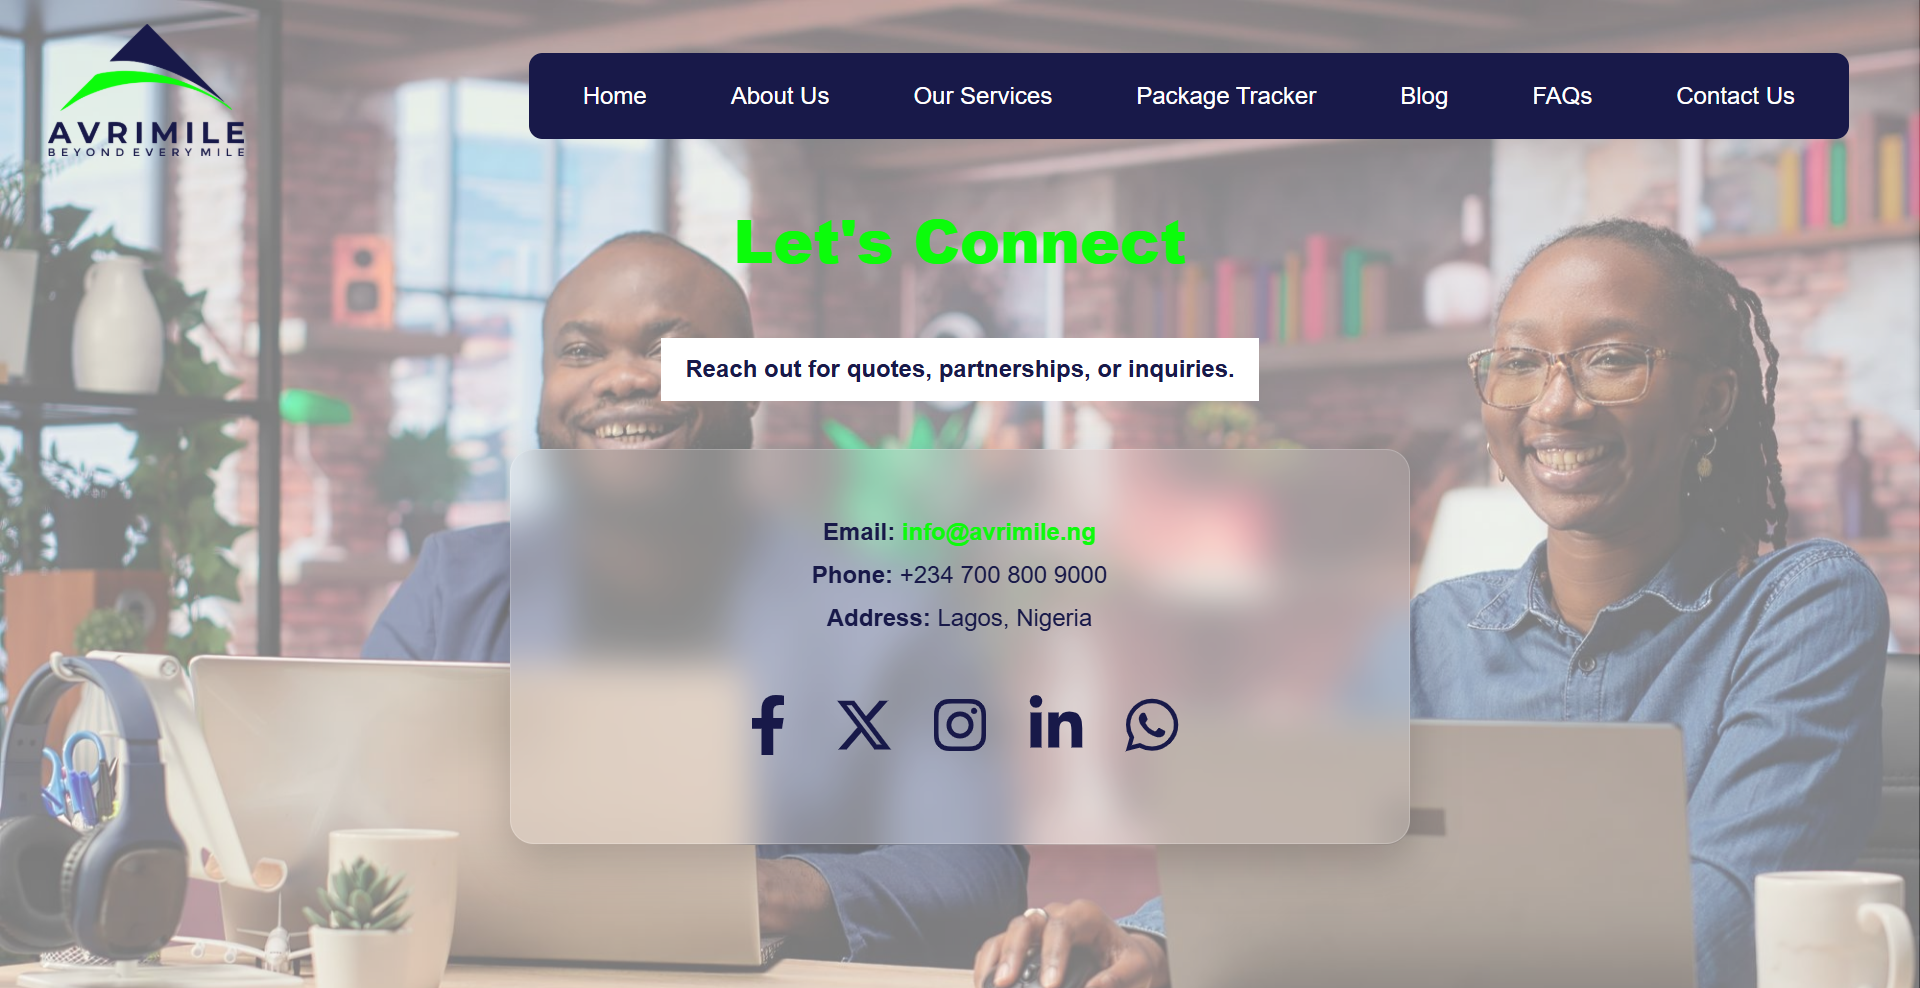 AVRIMILE
BEYOND EVERY MILE
Home About Us Our Services Package Tracker Blog FAQs Contact Us
Let's Connect
Reach out for quotes, partnerships, or inquiries.
Email: info@avrimile.ng
Phone: +234 700 800 9000
Address: Lagos, Nigeria